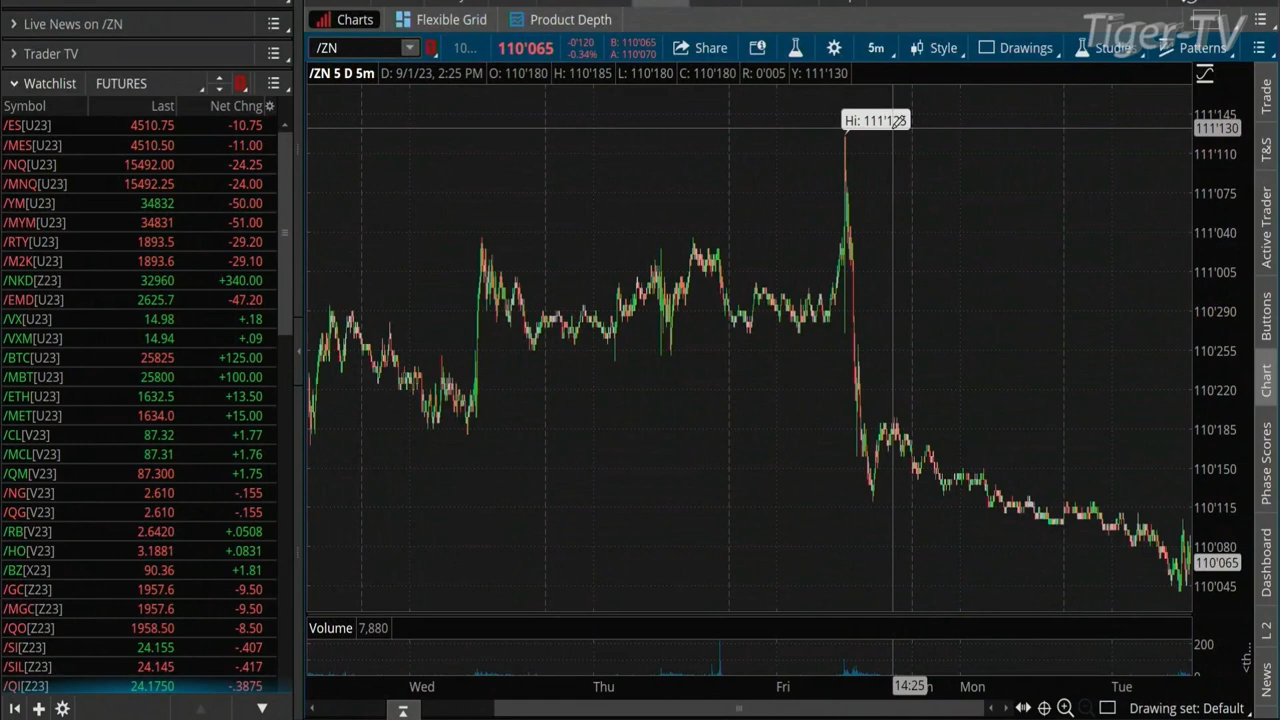 Live News on /ZN
Trader TV
Watchlist FUTURES
Symbol Last Net Chng
/ES[U23] 4510.75 -10.75
/MES[U23] 4510.50 -11.00
/NQ[U23] 15492.00 -24.25
/MNQ[U23] 15492.25 -24.00
/YM[U23] 34832 -50.00
/MYM[U23] 34831 -51.00
/RTY[U23] 1893.5 -29.20
/M2K[U23] 1893.6 -29.10
/NKD[Z23] 32960 +340.00
/EMD[U23] 2625.7 -47.20
/VX[U23] 14.98 +.18
/VXM[U23] 14.94 +.09
/BTC[U23] 25825 +125.00
/MBT[U23] 25800 +100.00
/ETH[U23] 1632.5 +13.50
/MET[U23] 1634.0 +15.00
/CL[V23] 87.32 +1.77
/MCL[V23] 87.31 +1.76
/QM[V23] 87.300 +1.75
/NG[V23] 2.610 -.155
/QG[V23] 2.610 -.155
/RB[V23] 2.6420 +.0508
/HO[V23] 3.1881 +.0831
/BZ[X23] 90.36 +1.81
/GC[Z23] 1957.6 -9.50
/MGC[Z23] 1957.6 -9.50
/QO[Z23] 1958.50 -8.50
/SI[Z23] 24.155 -.407
/SIL[Z23] 24.145 -.417
/QI[Z23] 24.1750 -.3875
Charts Flexible Grid Product Depth
Tiger-TV
/ZN 10... 110'065 -0'120 B: 110'065 Share 5m Style Drawings Studies Patterns
-0.34% A: 110'070
/ZN 5 D 5m D: 9/1/23, 2:25 PM O: 110'180 H: 110'185 L: 110'180 C: 110'180 R: 0'005 Y: 111'130
111'145
111'130
111'110
111'075
111'040
111'005
110'290
110'255
110'220
110'185
110'150
110'115
110'080
110'065
110'045
Volume 7,880
200
0
<th...
Wed Thu Fri 14:25 Mon Tue
Drawing set: Default
Trade
T&S
Active Trader
Buttons
Chart
Phase Scores
Dashboard
L 2
News